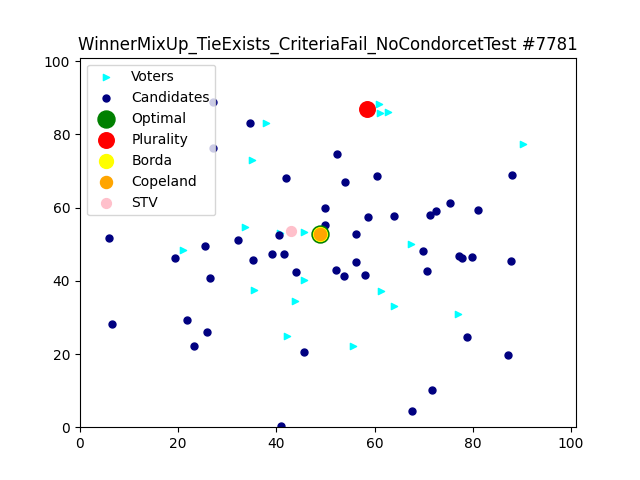 WinnerMixUp_TieExists_CriteriaFail_NoCondorcetTest #7781
100
80
60
40
20
0
0 20 40 60 80 100
Voters
Candidates
Optimal
Plurality
Borda
Copeland
STV